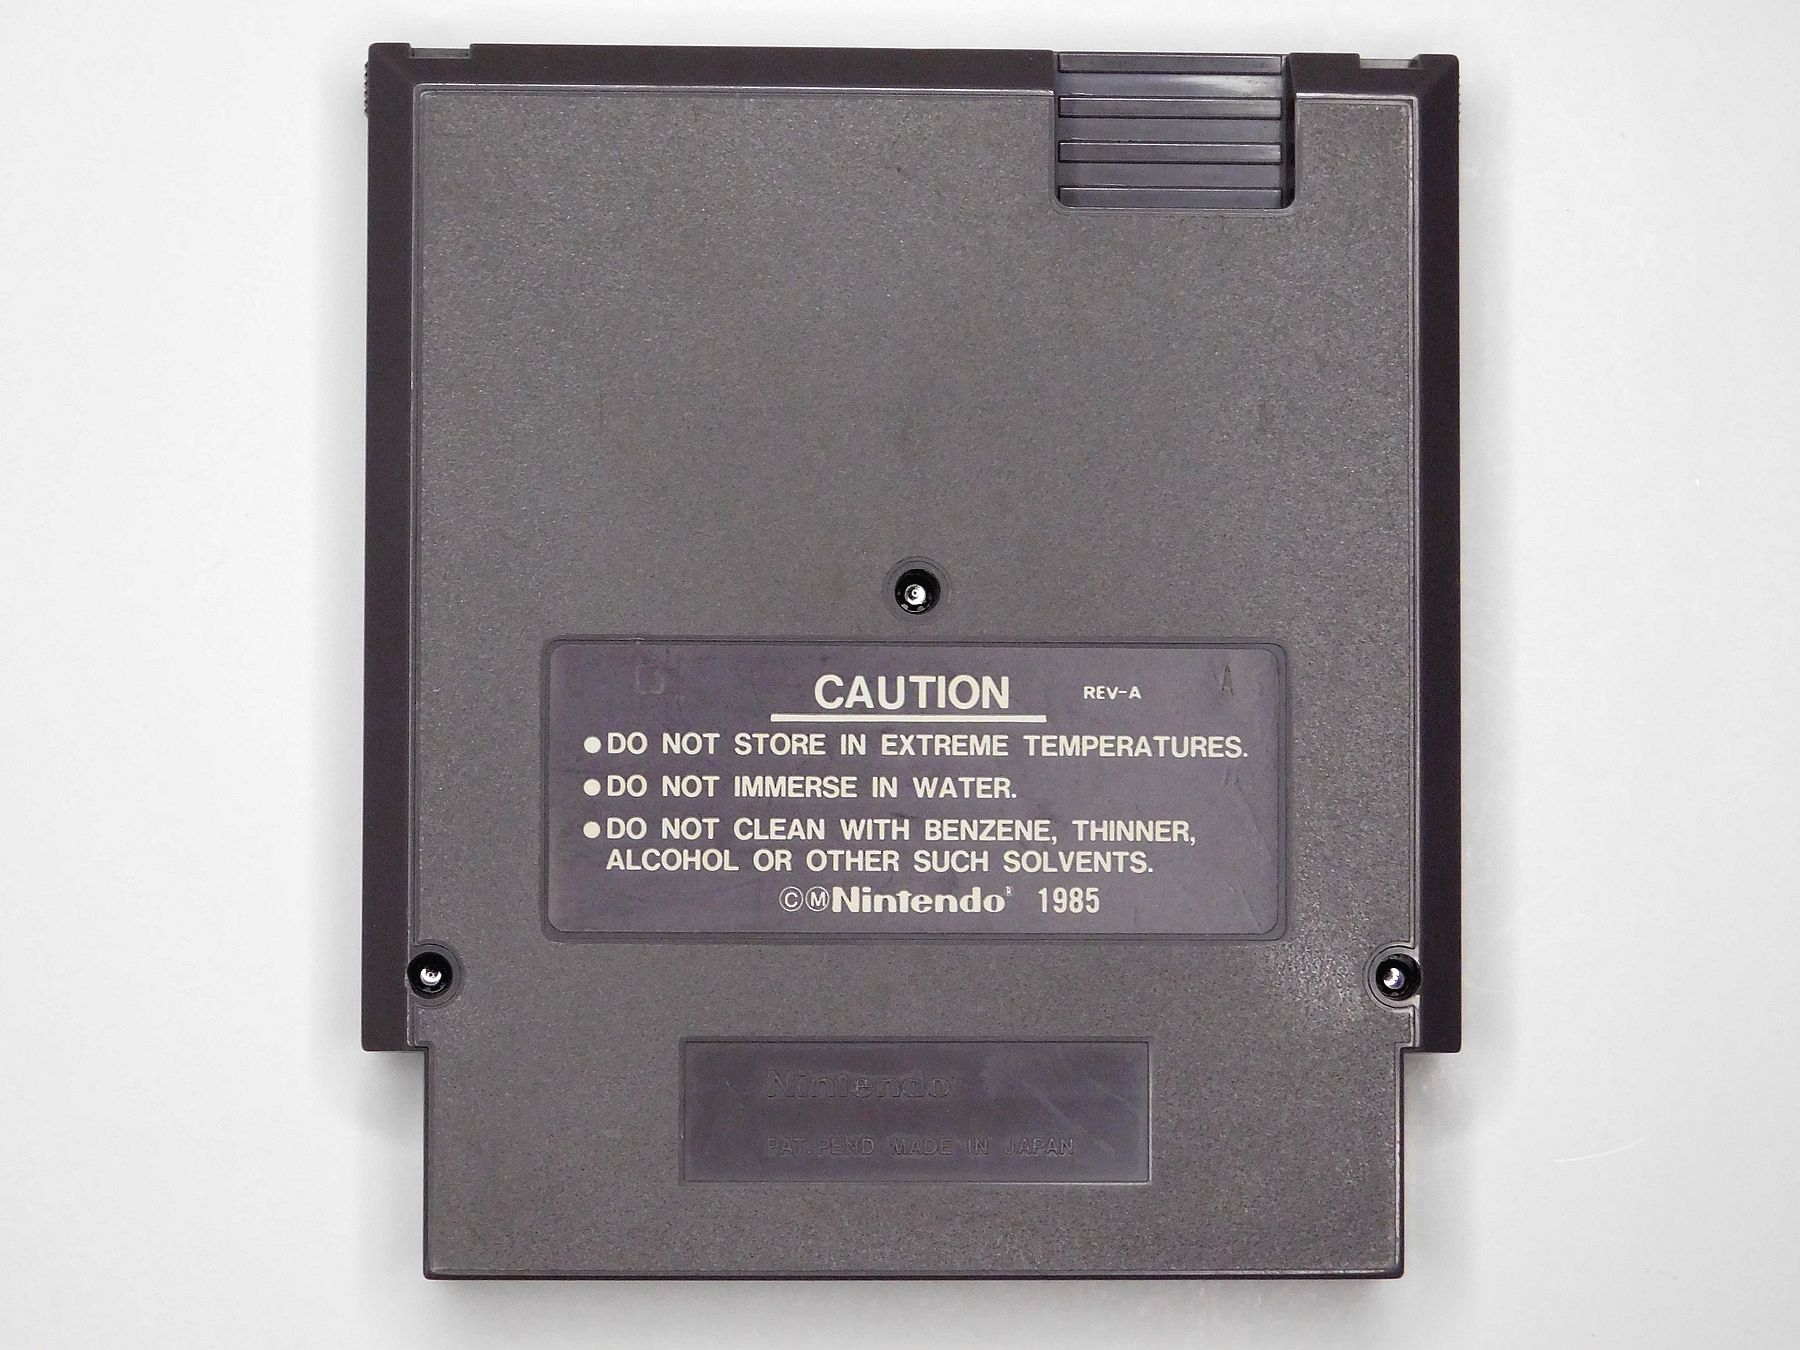 CAUTION REV-A
●DO NOT STORE IN EXTREME TEMPERATURES.
●DO NOT IMMERSE IN WATER.
●DO NOT CLEAN WITH BENZENE, THINNER,
ALCOHOL OR OTHER SUCH SOLVENTS.
ⒸⓂNintendo® 1985
Nintendo
PAT.PEND MADE IN JAPAN